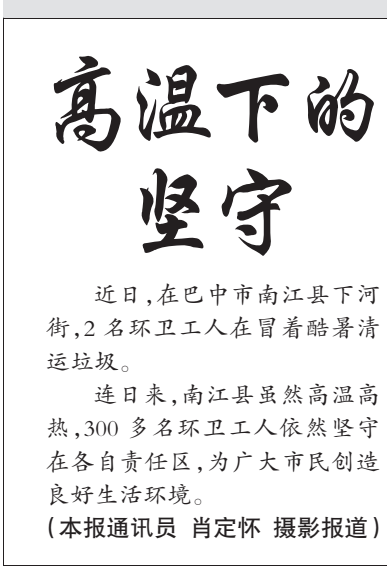 高温下的
坚守
近日,在巴中市南江县下河
街,2 名环卫工人在冒着酷暑清
运垃圾。
连日来,南江县虽然高温高
热,300 多名环卫工人依然坚守
在各自责任区,为广大市民创造
良好生活环境。
(本报通讯员 肖定怀 摄影报道)